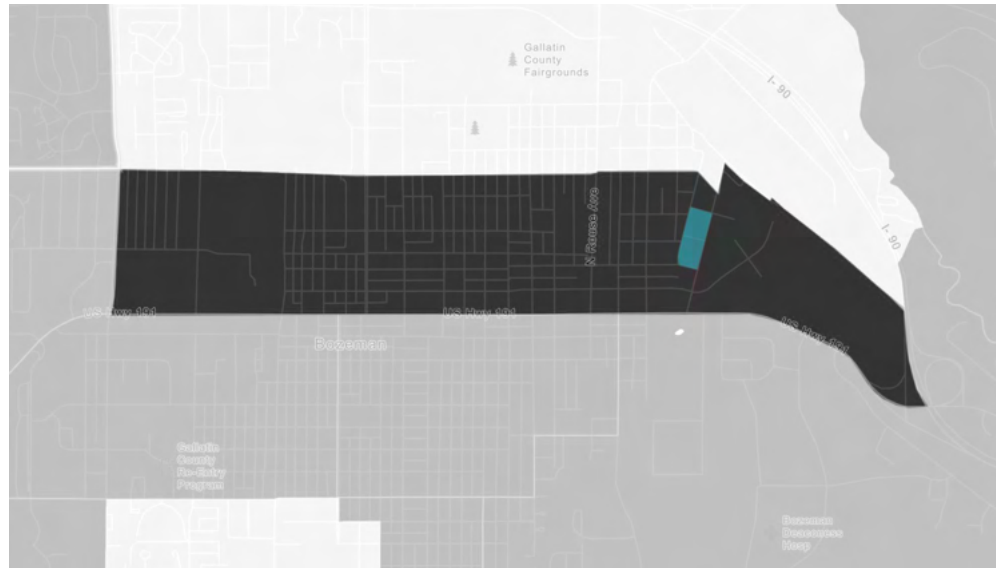 Gallatin
County
Fairgrounds
I- 90
N Rouse Ave
I- 90
US Hwy 191
US Hwy 191
US Hwy 191
Bozeman
Gallatin
County
Re-Entry
Program
Bozeman
Deaconess
Hosp